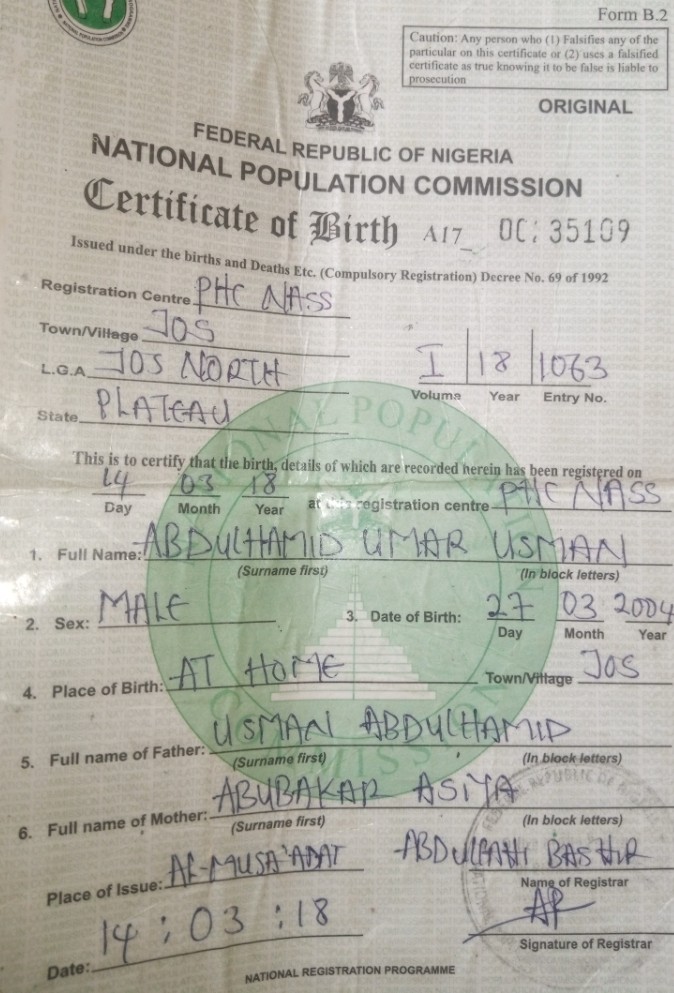 Form B.2
Caution: Any person who (1) Falsifies any of the
particular on this certificate or (2) uses a falsified
certificate as true knowing it to be false is liable to
prosecution
ORIGINAL
FEDERAL REPUBLIC OF NIGERIA
NATIONAL POPULATION COMMISSION
Certificate of Birth A17 OC: 35109
Issued under the births and Deaths Etc. (Compulsory Registration) Decree No. 69 of 1992
Registration Centre PHC NASS
Town/Village JOS
L.G.A JOS NORTH
I 18 1063
Volume Year Entry No.
State PLATEAU
This is to certify that the birth, details of which are recorded herein has been registered on
14 03 18 at this registration centre PHC NASS
Day Month Year
1. Full Name: ABDULHAMID UMAR USMAN
(Surname first) (In block letters)
2. Sex: MALE 3. Date of Birth: 27 03 2004
Day Month Year
4. Place of Birth: AT HOME Town/Village JOS
5. Full name of Father: USMAN ABDULHAMID
(Surname first) (In block letters)
6. Full name of Mother: ABUBAKAR ASIYA
(Surname first) (In block letters)
Place of Issue: AL-MUSA'ADAT ABDULFATHI BASHIR
Name of Registrar
Date: 14 : 03 : 18
Signature of Registrar
NATIONAL REGISTRATION PROGRAMME
NATIONAL POPULATION COMMISSION